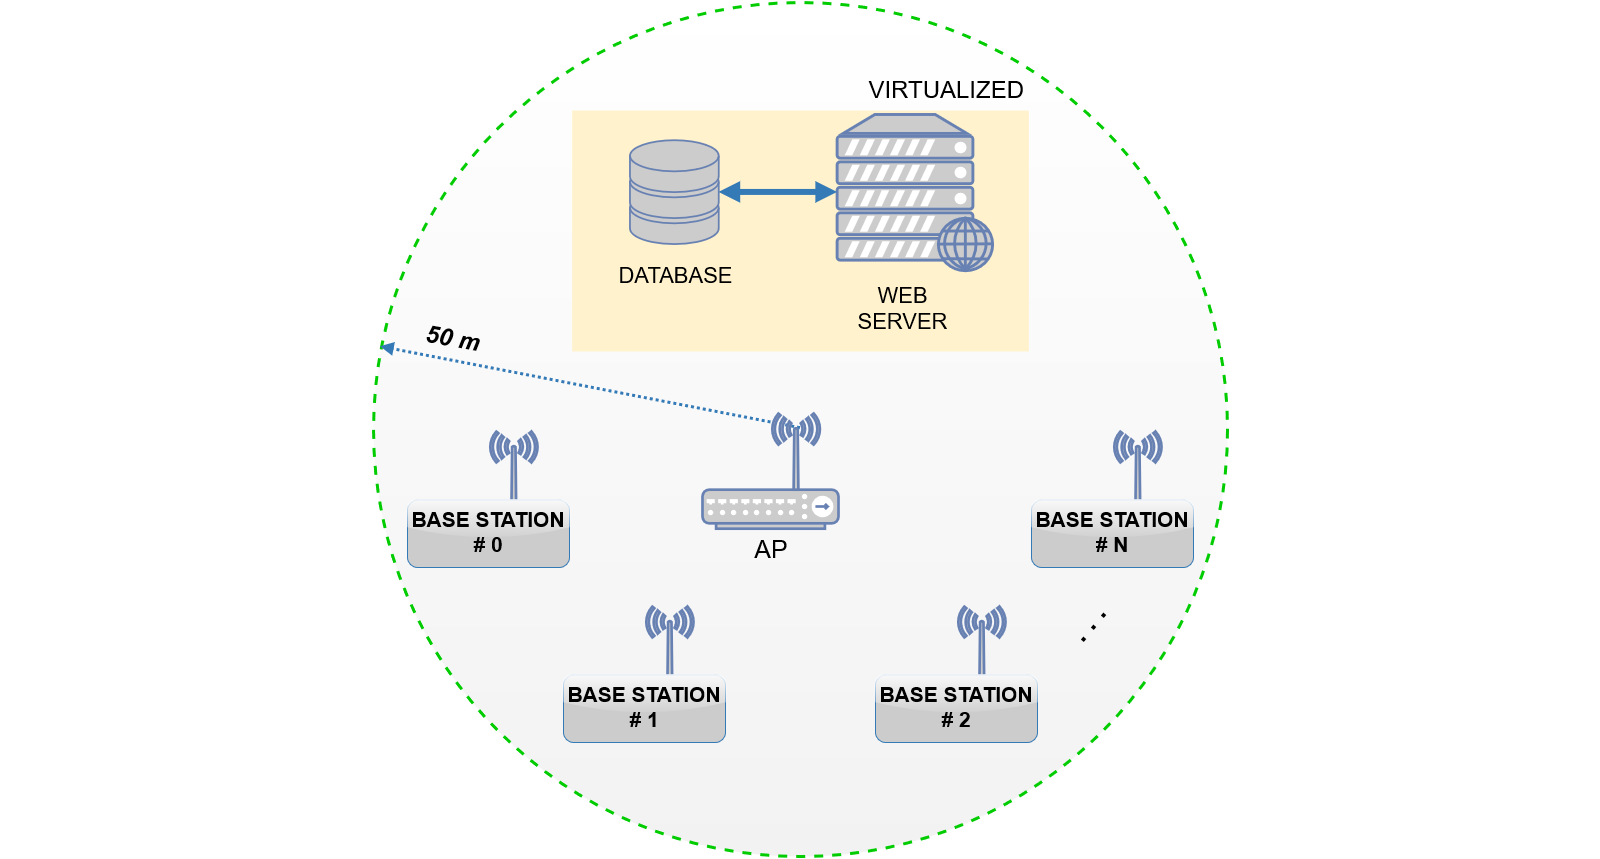 VIRTUALIZED
DATABASE
WEB
SERVER
50 m
BASE STATION
# 0
AP
BASE STATION
# N
BASE STATION
# 1
BASE STATION
# 2
. . .